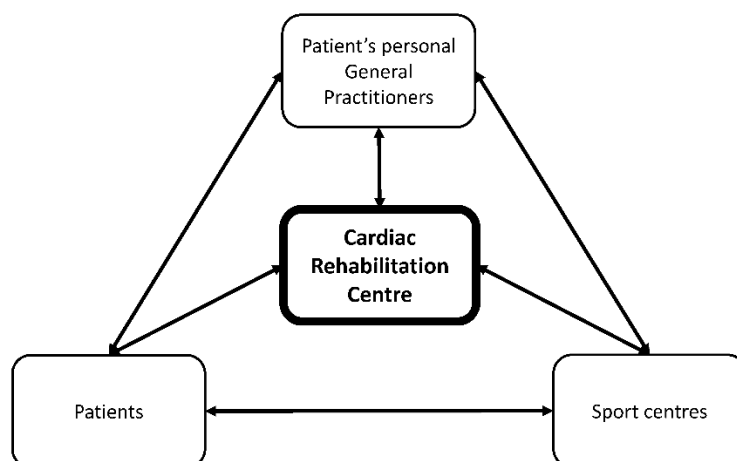 Patient’s personal
General
Practitioners
Cardiac
Rehabilitation
Centre
Patients
Sport centres